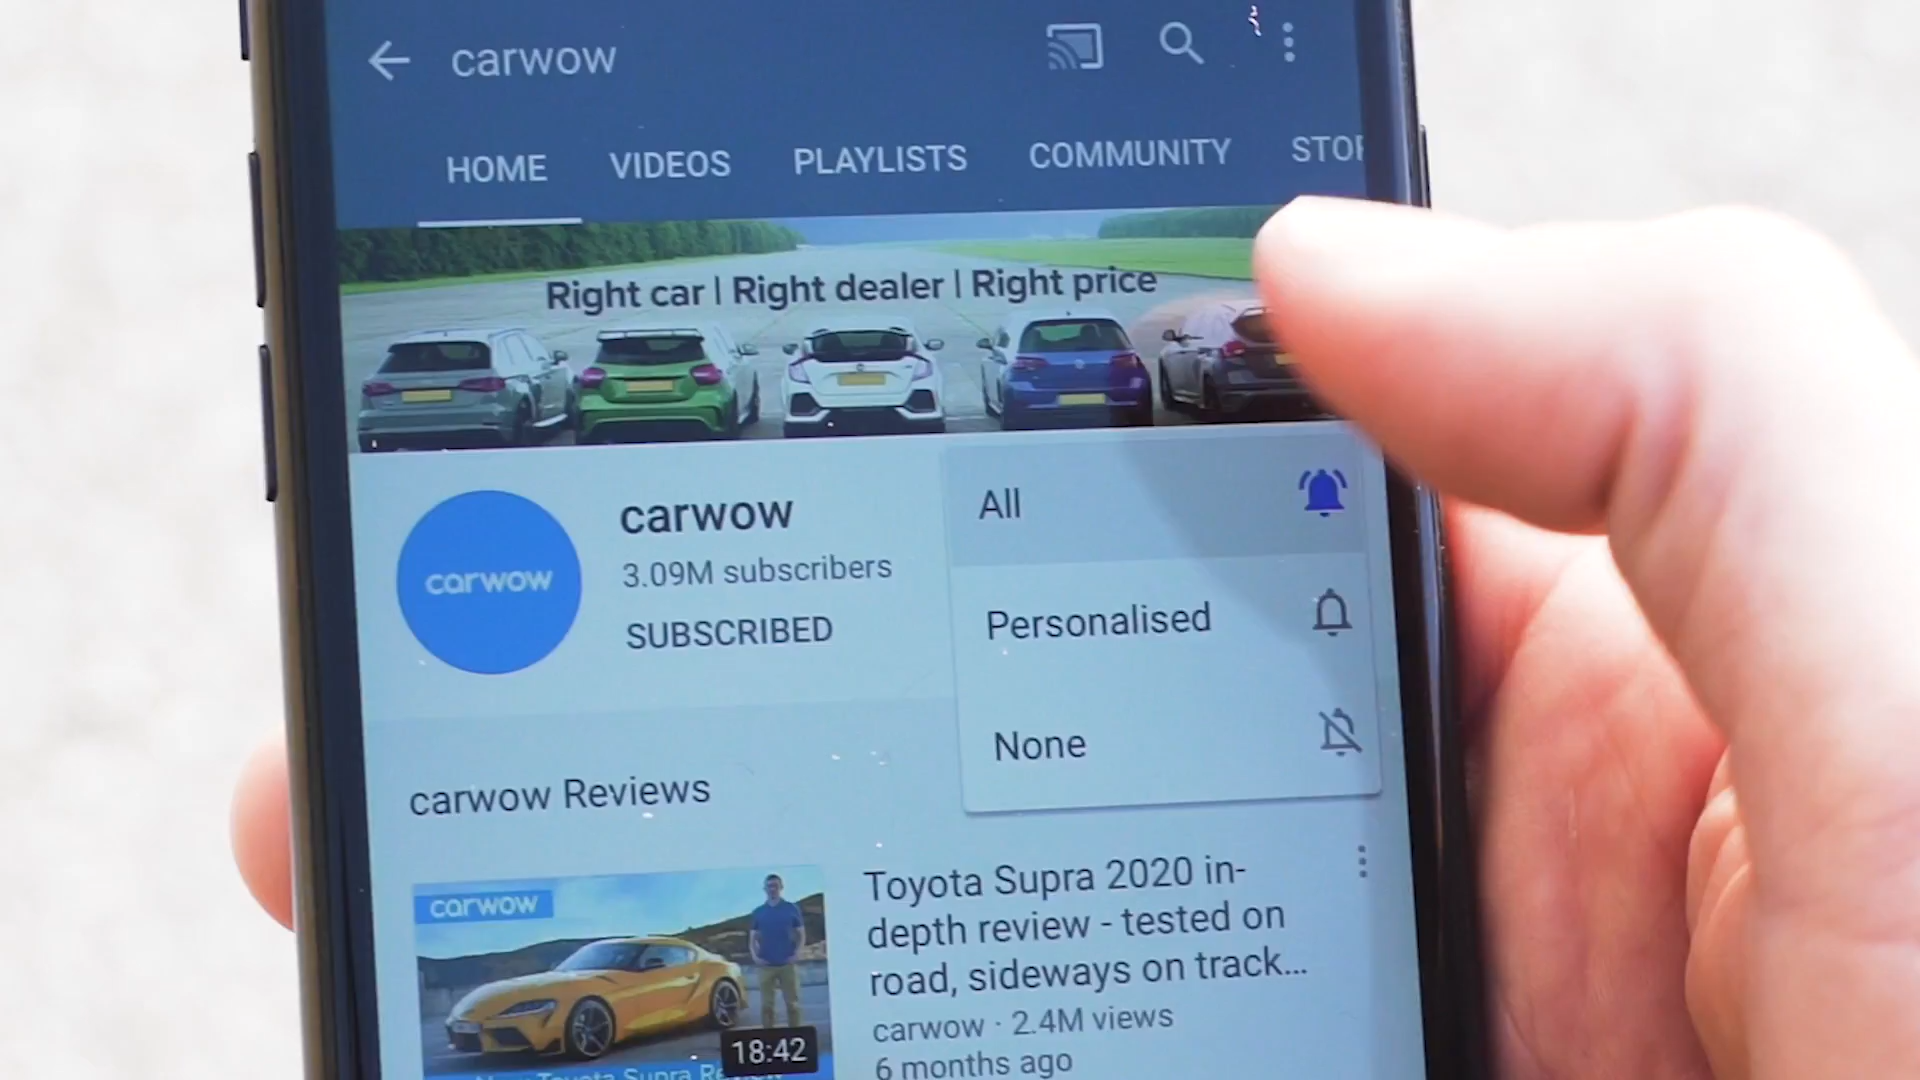 carwow
HOME VIDEOS PLAYLISTS COMMUNITY STOR
Right car | Right dealer | Right price
carwow
carwow
3.09M subscribers
SUBSCRIBED
All
Personalised
None
carwow Reviews
carwow
18:42
Toyota Supra 2020 in-
depth review - tested on
road, sideways on track...
carwow · 2.4M views
6 months ago